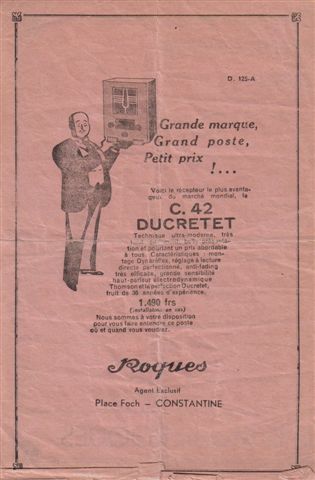 D. 125-A
Grande marque,
Grand poste,
Petit prix
!....
Voici le récepteur le plus avanta-
geux du marché mondial, le
C. 42
DUCRETET
Technique ultra-moderne, très
tion et pourtant un prix abordable
à tous. Caractéristiques : mon-
tage Dynaréflex, réglage à lecture
directe perfectionné, anti-fading
très efficace, grande sensibilité
haut-parleur électrodynamique
Thomson et la perfection Ducretet,
fruit de 36 années d'expérience.
1.490 frs
(installation en sus)
Nous sommes à votre disposition
pour vous faire entendre ce poste
où et quand vous voudrez.
Roques
Agent Exclusif
Place Foch — CONSTANTINE